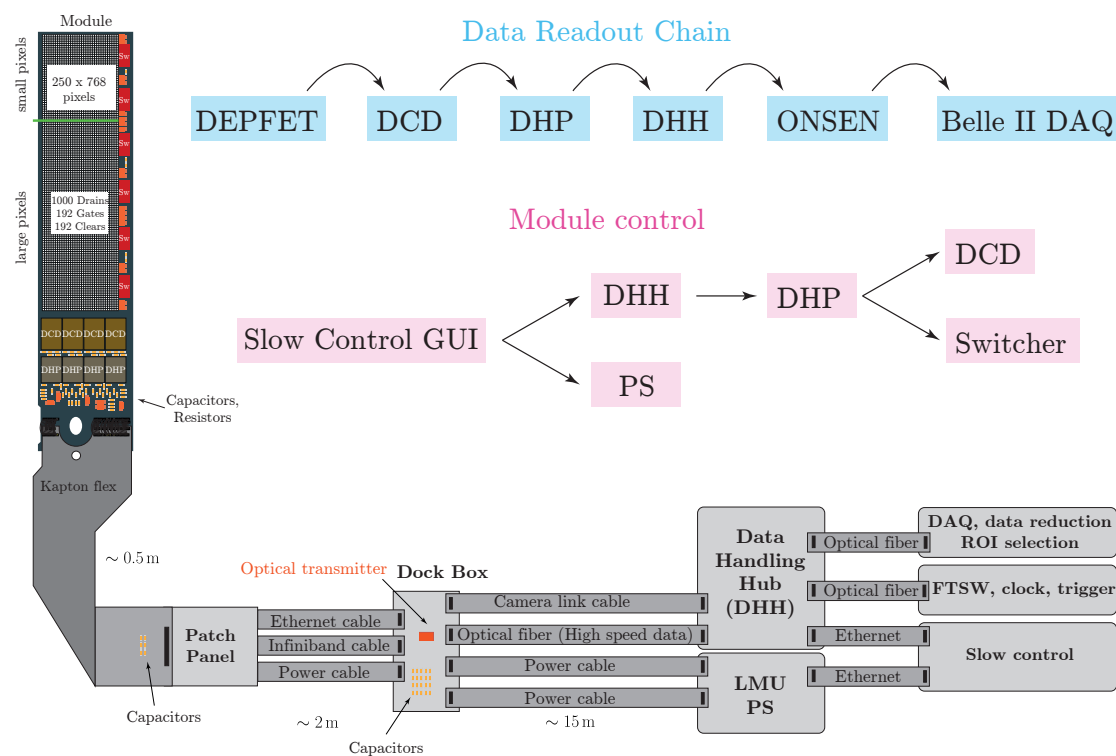 Module
small pixels
large pixels
250 x 768
pixels
1000 Drains
192 Gates
192 Clears
Sw
Sw
Sw
Sw
Sw
Sw
DCD DCD DCD DCD
DHP DHP DHP DHP
Capacitors,
Resistors
Kapton flex
Data Readout Chain
DEPFET DCD DHP DHH ONSEN Belle II DAQ
Module control
Slow Control GUI
DHH
PS
DHP
DCD
Switcher
~ 0.5 m
Capacitors
Patch
Panel
Ethernet cable
Infiniband cable
Power cable
~ 2 m
Optical transmitter
Dock Box
Capacitors
Camera link cable
Optical fiber (High speed data)
Power cable
Power cable
~ 15 m
Data
Handling
Hub
(DHH)
LMU
PS
Optical fiber
Optical fiber
Ethernet
Ethernet
DAQ, data reduction
ROI selection
FTSW, clock, trigger
Slow control